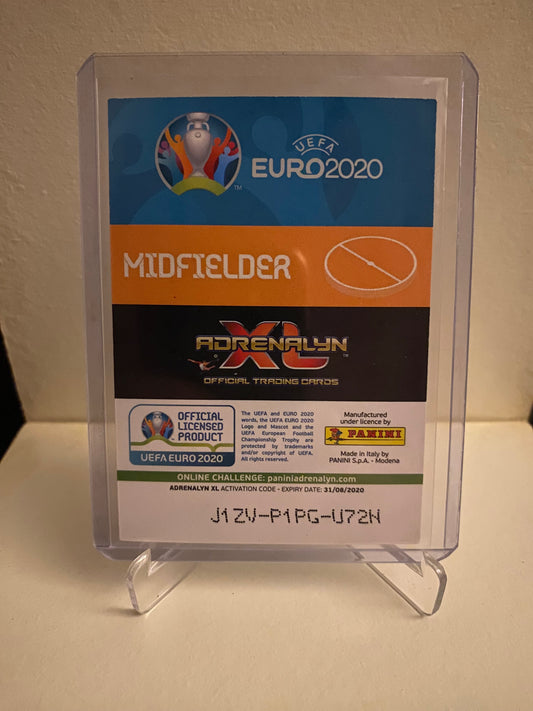 UEFA
EURO2020
TM
MIDFIELDER
ADRENALYN
XL
TM
OFFICIAL TRADING CARDS
OFFICIAL
LICENSED
PRODUCT
UEFA EURO 2020
The UEFA and EURO 2020
words, the UEFA EURO 2020
Logo and Mascot and the
UEFA European Football
Championship Trophy are
protected by trademarks
and/or copyright of UEFA.
All rights reserved.
Manufactured
under licence by
PANINI
Made in Italy by
PANINI S.p.A. - Modena
ONLINE CHALLENGE: paniniadrenalyn.com
ADRENALYN XL ACTIVATION CODE - EXPIRY DATE: 31/08/2020
J1ZV-P1PG-U72N